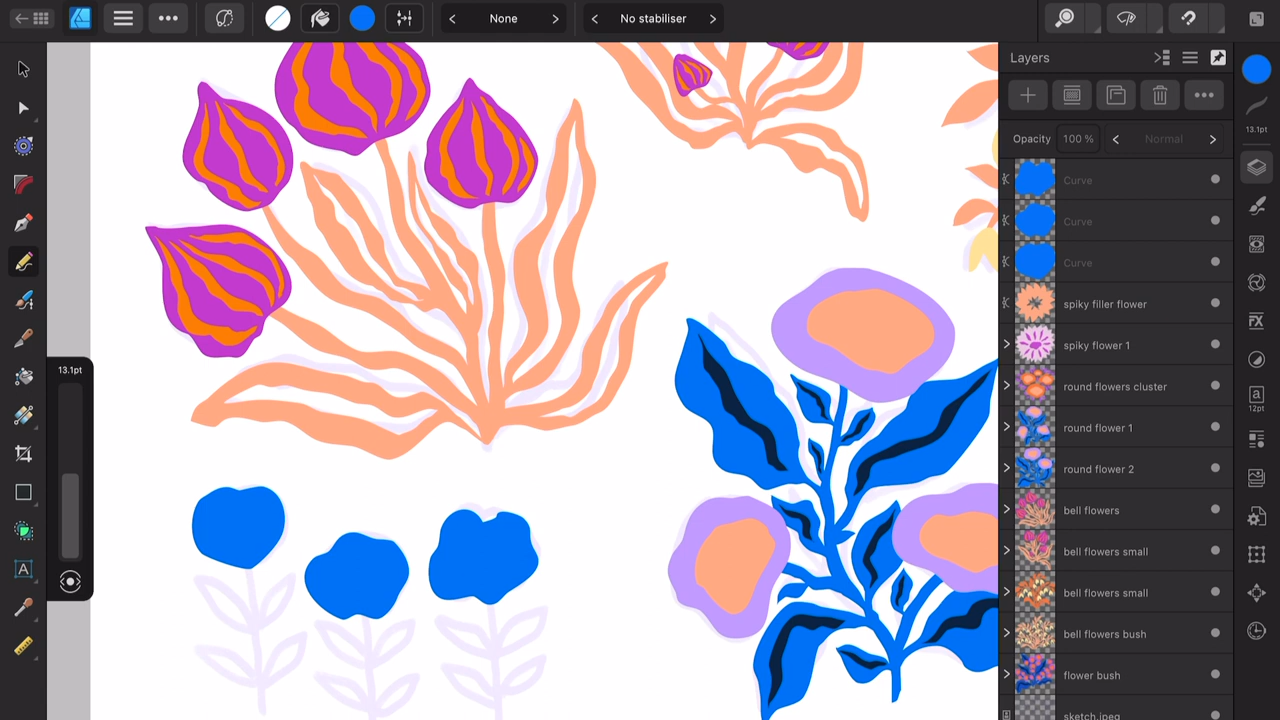 None
No stabiliser
Layers
Opacity
100 %
Normal
Curve
Curve
Curve
spiky filler flower
spiky flower 1
round flowers cluster
round flower 1
round flower 2
bell flowers
bell flowers small
bell flowers small
bell flowers bush
flower bush
sketch.jpeg
13.1pt
A
13.1pt
a
12pt
FX